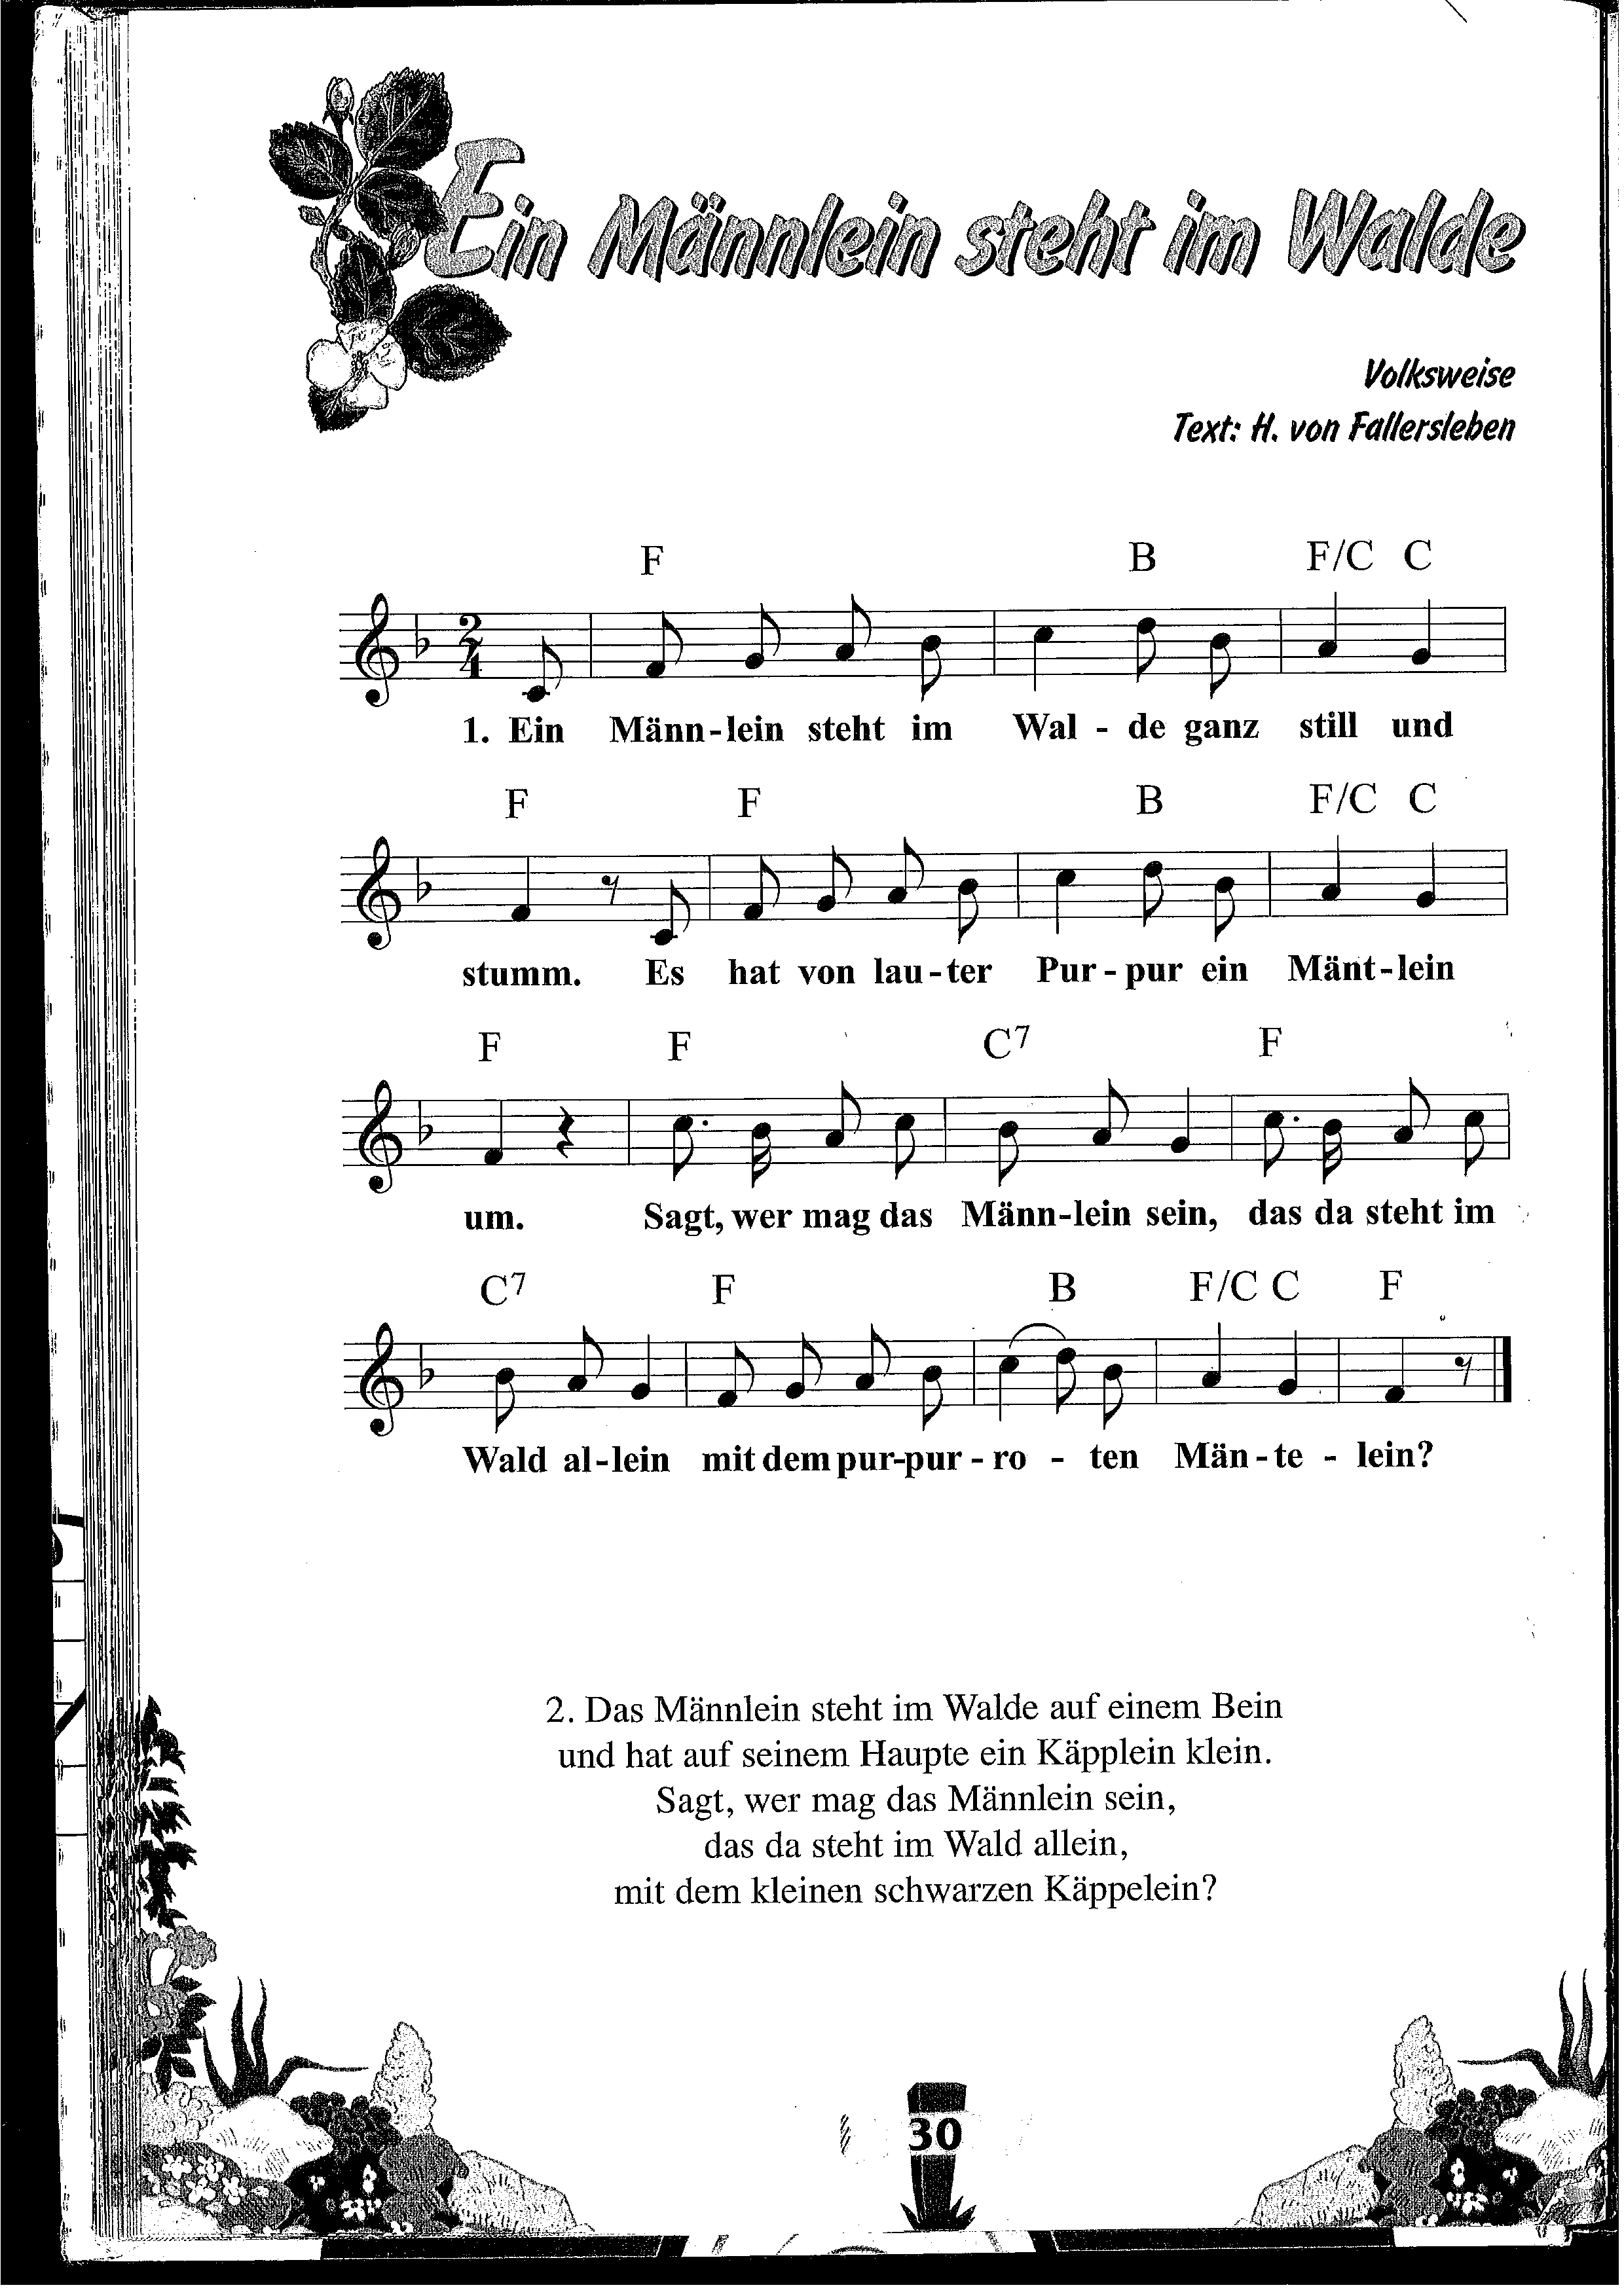 Ein Männlein steht im Walde
Volksweise
Text: H. von Fallersleben
F B F/C C
2
4
1. Ein Männ-lein steht im Wal - de ganz still und
F F B F/C C
stumm. Es hat von lau-ter Pur-pur ein Mänt-lein
F F C7 F
um. Sagt, wer mag das Männ-lein sein, das da steht im
C7 F B F/C C F
Wald al-lein mit dem pur-pur-ro - ten Män-te - lein?
2. Das Männlein steht im Walde auf einem Bein
und hat auf seinem Haupte ein Käpplein klein.
Sagt, wer mag das Männlein sein,
das da steht im Wald allein,
mit dem kleinen schwarzen Käppelein?
30